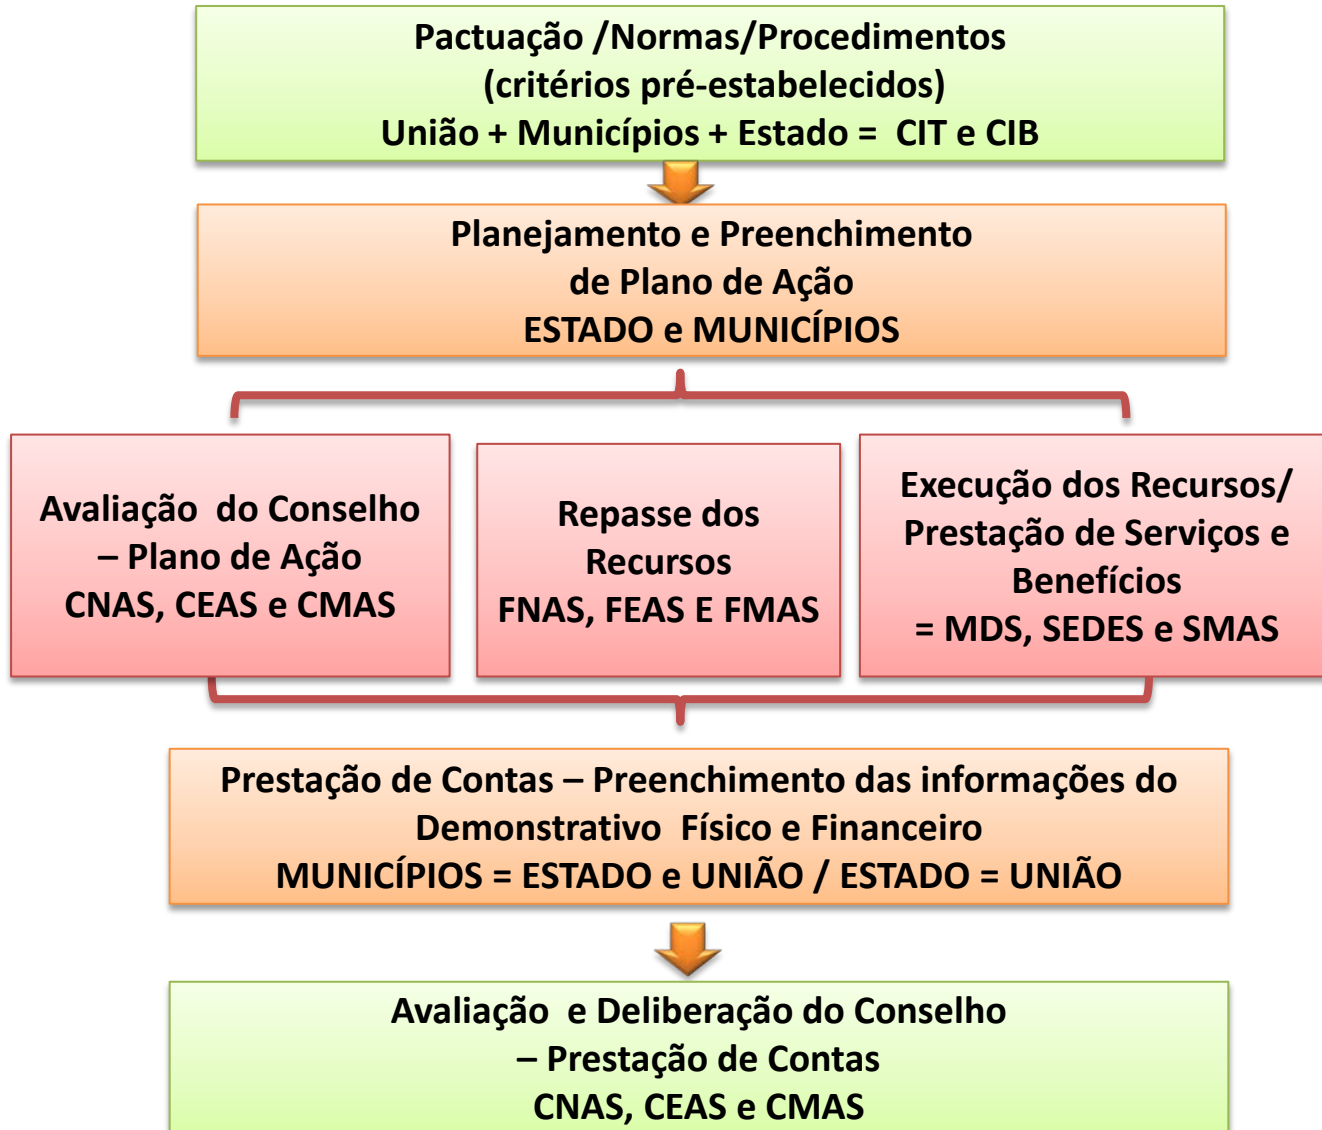 Pactuação /Normas/Procedimentos
(critérios pré-estabelecidos)
União + Municípios + Estado = CIT e CIB
Planejamento e Preenchimento
de Plano de Ação
ESTADO e MUNICÍPIOS
Avaliação do Conselho
– Plano de Ação
CNAS, CEAS e CMAS
Repasse dos
Recursos
FNAS, FEAS E FMAS
Execução dos Recursos/
Prestação de Serviços e
Benefícios
= MDS, SEDES e SMAS
Prestação de Contas – Preenchimento das informações do
Demonstrativo Físico e Financeiro
MUNICÍPIOS = ESTADO e UNIÃO / ESTADO = UNIÃO
Avaliação e Deliberação do Conselho
– Prestação de Contas
CNAS, CEAS e CMAS